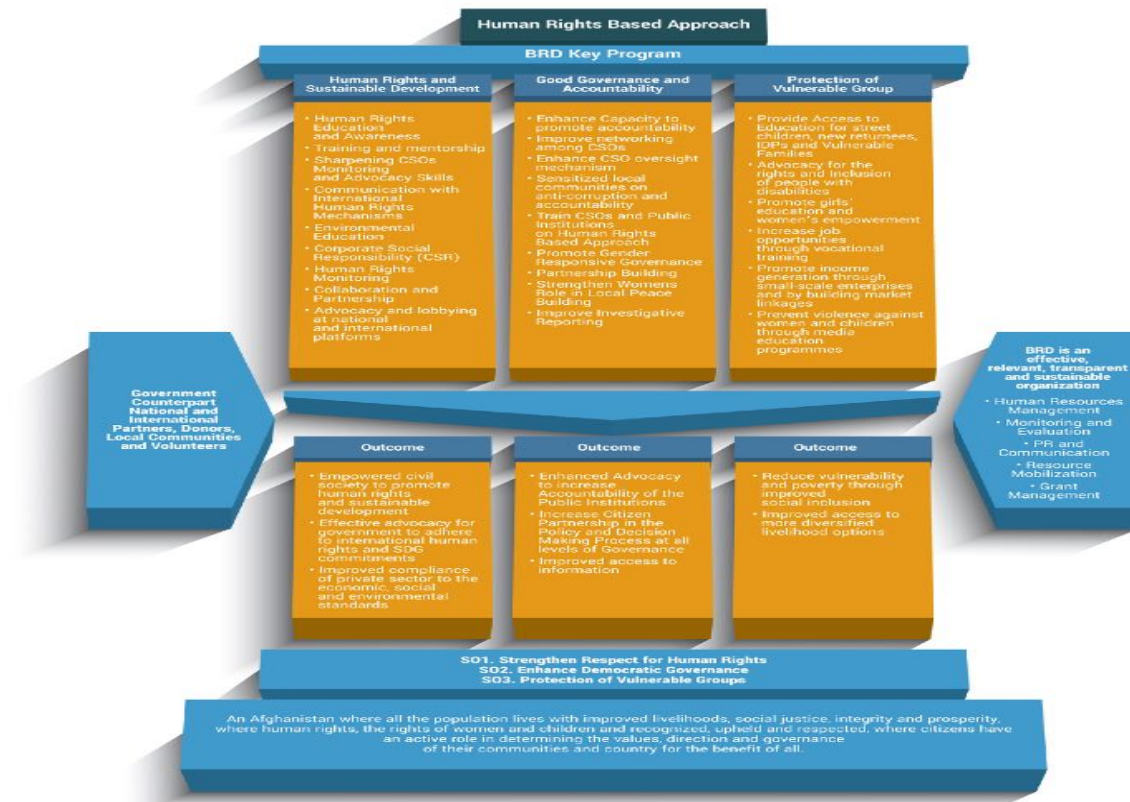 Human Rights Based Approach
BRD Key Program
Human Rights and
Sustainable Development
• Human Rights
Education
and Awareness
• Training and mentorship
• Sharpening CSOs
Monitoring
and Advocacy Skills
• Communication with
International
Human Rights
Mechanisms
• Environmental
Education
• Corporate Social
Responsibility (CSR)
• Human Rights
Monitoring
• Collaboration and
Partnership
• Advocacy and lobbying
at national
and international
platforms
Good Governance and
Accountability
• Enhance Capacity to
promote accountability
• Improve networking
among CSOs
• Enhance CSO oversight
mechanism
• Sensitized local
communities on
anti-corruption and
accountability
• Train CSOs and Public
Institutions
on Human Rights
Based Approach
• Promote Gender
Responsive Governance
• Partnership Building
• Strengthen Womens
Role in Local Peace
Building
• Improve Investigative
Reporting
Protection of
Vulnerable Group
• Provide Access to
Education for street
children, new returnees,
IDPs and Vulnerable
Families
• Advocacy for the
rights and Inclusion
of people with
disabilities
• Promote girls'
education and
women's empowerment
• Increase job
opportunities
through vocational
training
• Promote income
generation through
small-scale enterprises
and by building market
linkages
• Prevent violence against
women and children
through media
education
programmes
Government
Counterpart
National and
International
Partners, Donors,
Local Communities
and Volunteers
BRD is an
effective,
relevant, transparent
and sustainable
organization
• Human Resources
Management
• Monitoring and
Evaluation
• PR and
Communication
• Resource
Mobilization
• Grant
Management
Outcome
• Empowered civil
society to promote
human rights
and sustainable
development
• Effective advocacy for
government to adhere
to international human
rights and SDG
commitments
• Improved compliance
of private sector to the
economic, social
and environmental
standards
Outcome
• Enhanced Advocacy
to increase
Accountability of the
Public Institutions
• Increase Citizen
Partnership in the
Policy and Decision
Making Process at all
levels of Governance
• Improved access to
information
Outcome
• Reduce vulnerability
and poverty through
improved
social inclusion
• Improved access to
more diversified
livelihood options
SO1. Strengthen Respect for Human Rights
SO2. Enhance Democratic Governance
SO3. Protection of Vulnerable Groups
An Afghanistan where all the population lives with improved livelihoods, social justice, integrity and prosperity,
where human rights, the rights of women and children and recognized, upheld and respected, where citizens have
an active role in determining the values, direction and governance
of their communities and country for the benefit of all.